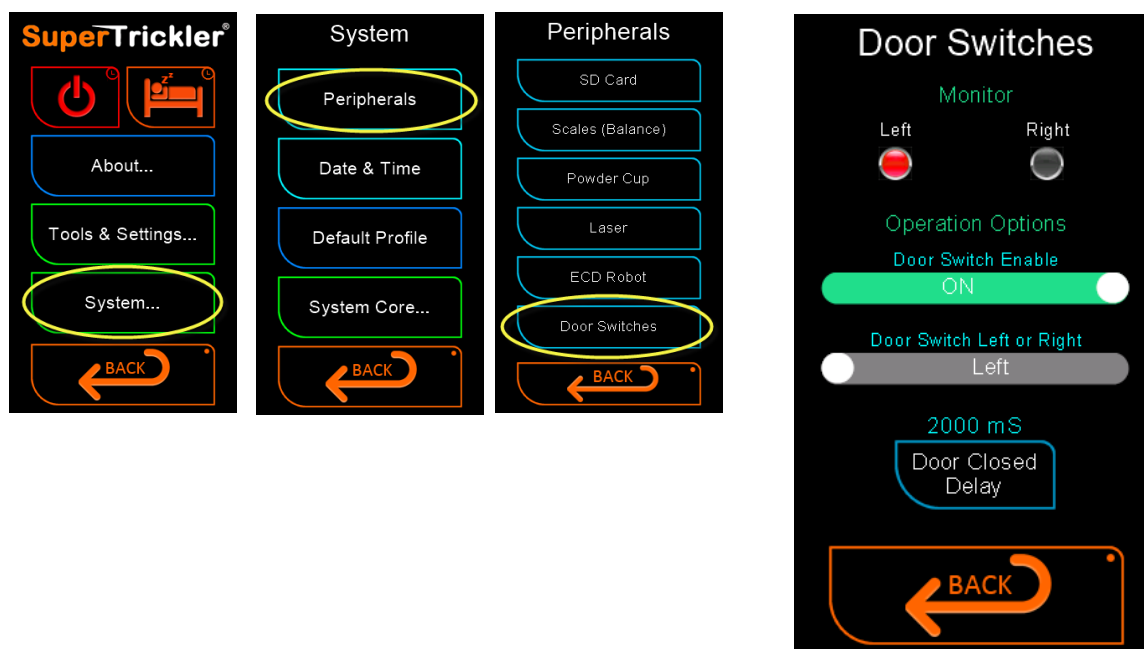 SuperTrickler®
zz
About...
Tools & Settings...
System...
BACK
System
Peripherals
Date & Time
Default Profile
System Core...
BACK
Peripherals
SD Card
Scales (Balance)
Powder Cup
Laser
ECD Robot
Door Switches
BACK
Door Switches
Monitor
Left Right
Operation Options
Door Switch Enable
ON
Door Switch Left or Right
Left
2000 mS
Door Closed
Delay
BACK